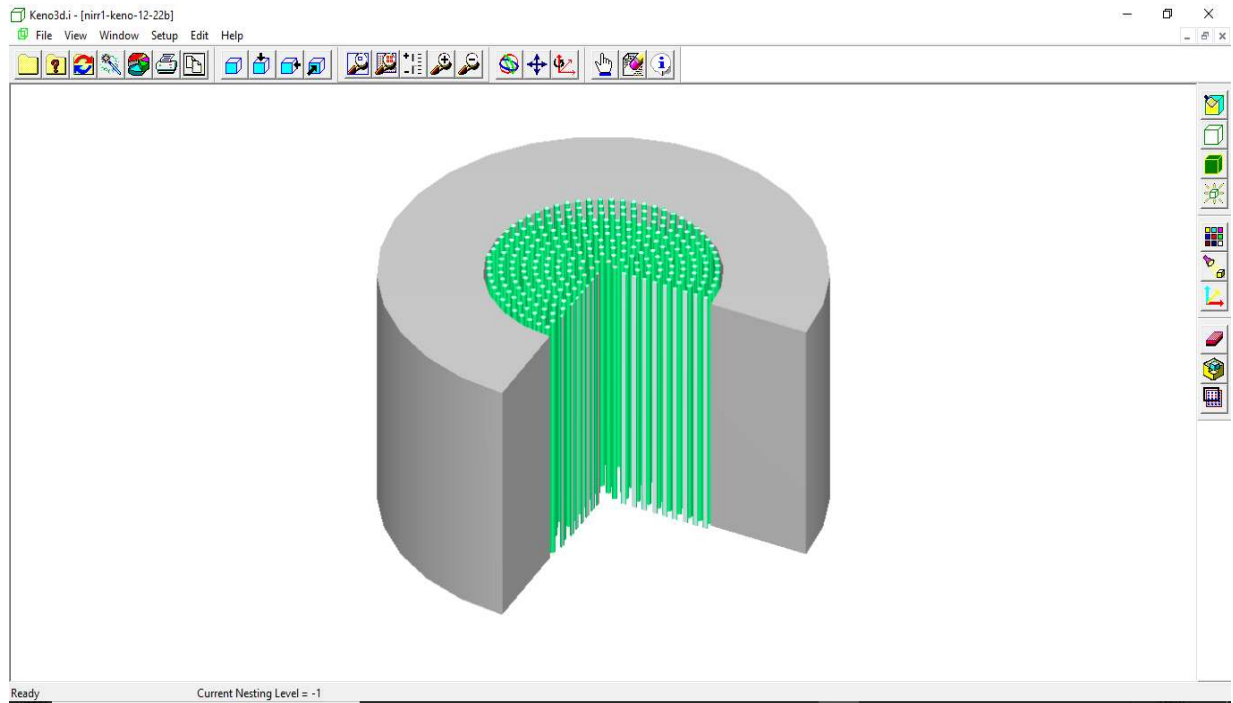 Keno3d.i - [nirr1-keno-12-22b]
File View Window Setup Edit Help
Ready Current Nesting Level = -1